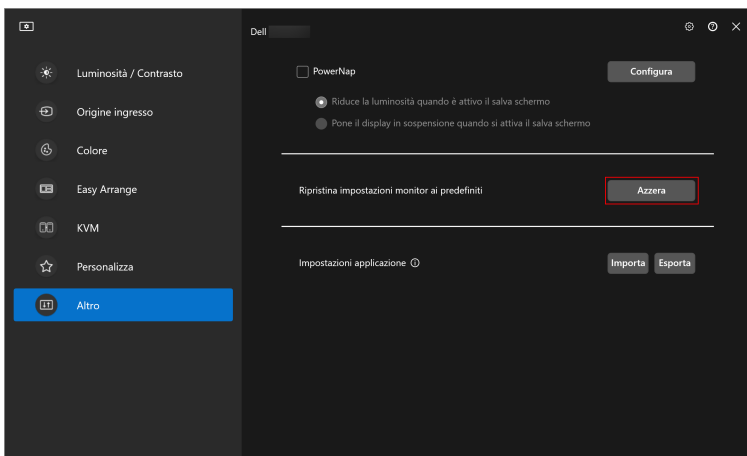 Dell
Luminosità / Contrasto
Origine ingresso
Colore
Easy Arrange
KVM
Personalizza
Altro
PowerNap
Configura
Riduce la luminosità quando è attivo il salva schermo
Pone il display in sospensione quando si attiva il salva schermo
Ripristina impostazioni monitor ai predefiniti
Azzera
Impostazioni applicazione
Importa
Esporta